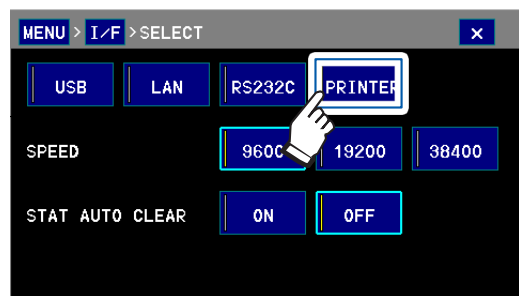 MENU > I/F > SELECT x
USB LAN RS232C PRINTER
SPEED 9600 19200 38400
STAT AUTO CLEAR ON OFF